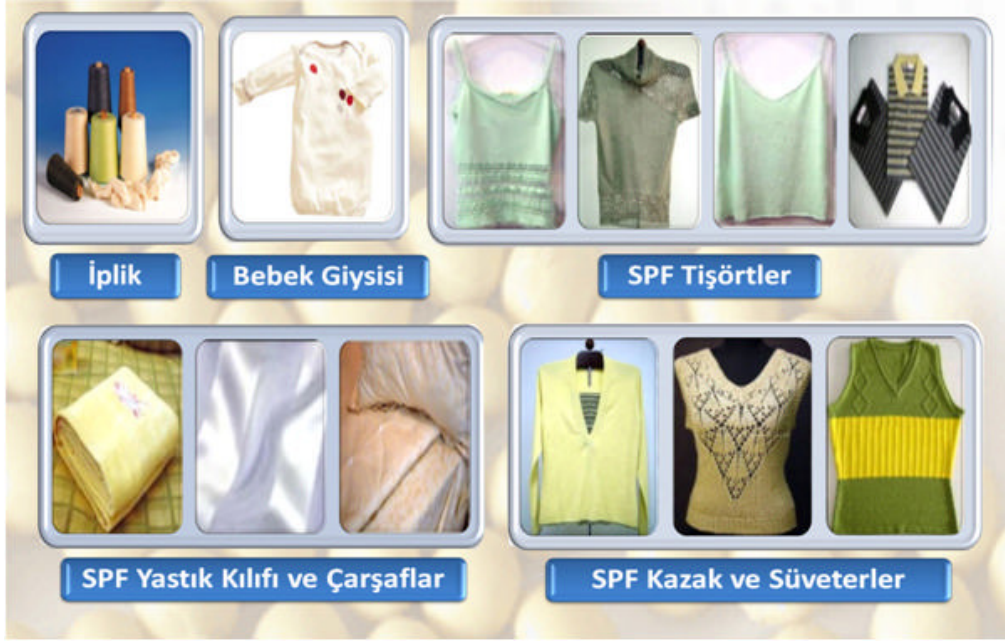 İplik
Bebek Giysisi
SPF Tişörtler
SPF Yastık Kılıfı ve Çarşaflar
SPF Kazak ve Süveterler